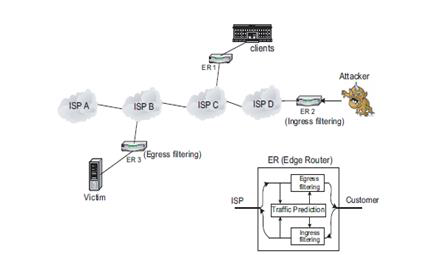 clients
ER 1
Attacker
ISP A
ISP B
ISP C
ISP D
ER 2
(Ingress filtering)
ER 3
(Egress filtering)
Victim
ER (Edge Router)
Egress
filtering
ISP
Traffic Prediction
Customer
Ingress
filtering